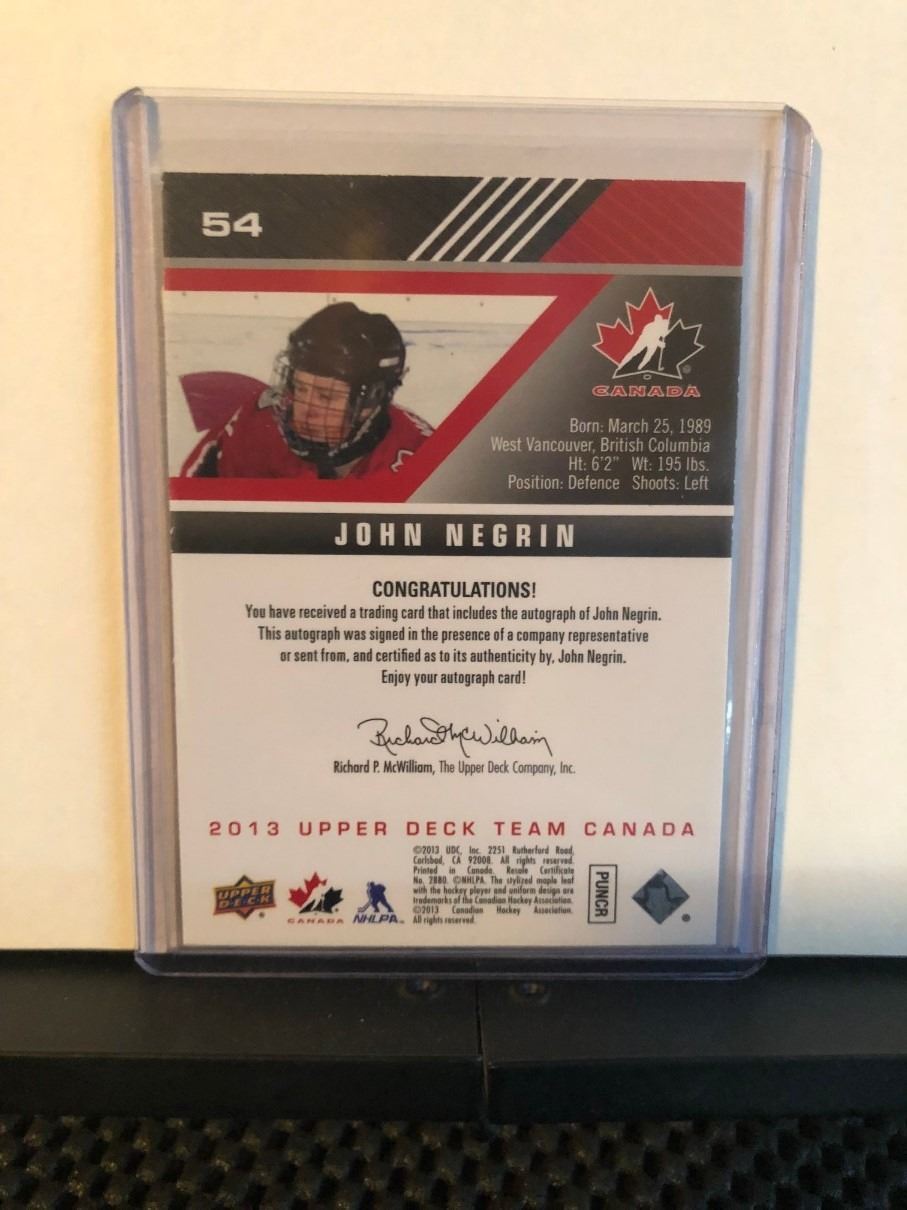 54
CANADA
Born: March 25, 1989
West Vancouver, British Columbia
Ht: 6'2" Wt: 195 lbs.
Position: Defence Shoots: Left
JOHN NEGRIN
CONGRATULATIONS!
You have received a trading card that includes the autograph of John Negrin.
This autograph was signed in the presence of a company representative
or sent from, and certified as to its authenticity by, John Negrin.
Enjoy your autograph card!
Richard McWilliam
Richard P. McWilliam, The Upper Deck Company, Inc.
2013 UPPER DECK TEAM CANADA
©2013 UDC, Inc. 2251 Rutherford Road,
Carlsbad, CA 92008. All rights reserved.
Printed in Canada. Resale Certificate
No. 2880. ©NHLPA. The stylized maple leaf
with the hockey player and uniform design are
trademarks of the Canadian Hockey Association.
©2013 Canadian Hockey Association.
All rights reserved.
UPPER DECK
CANADA
NHLPA
PUNCR